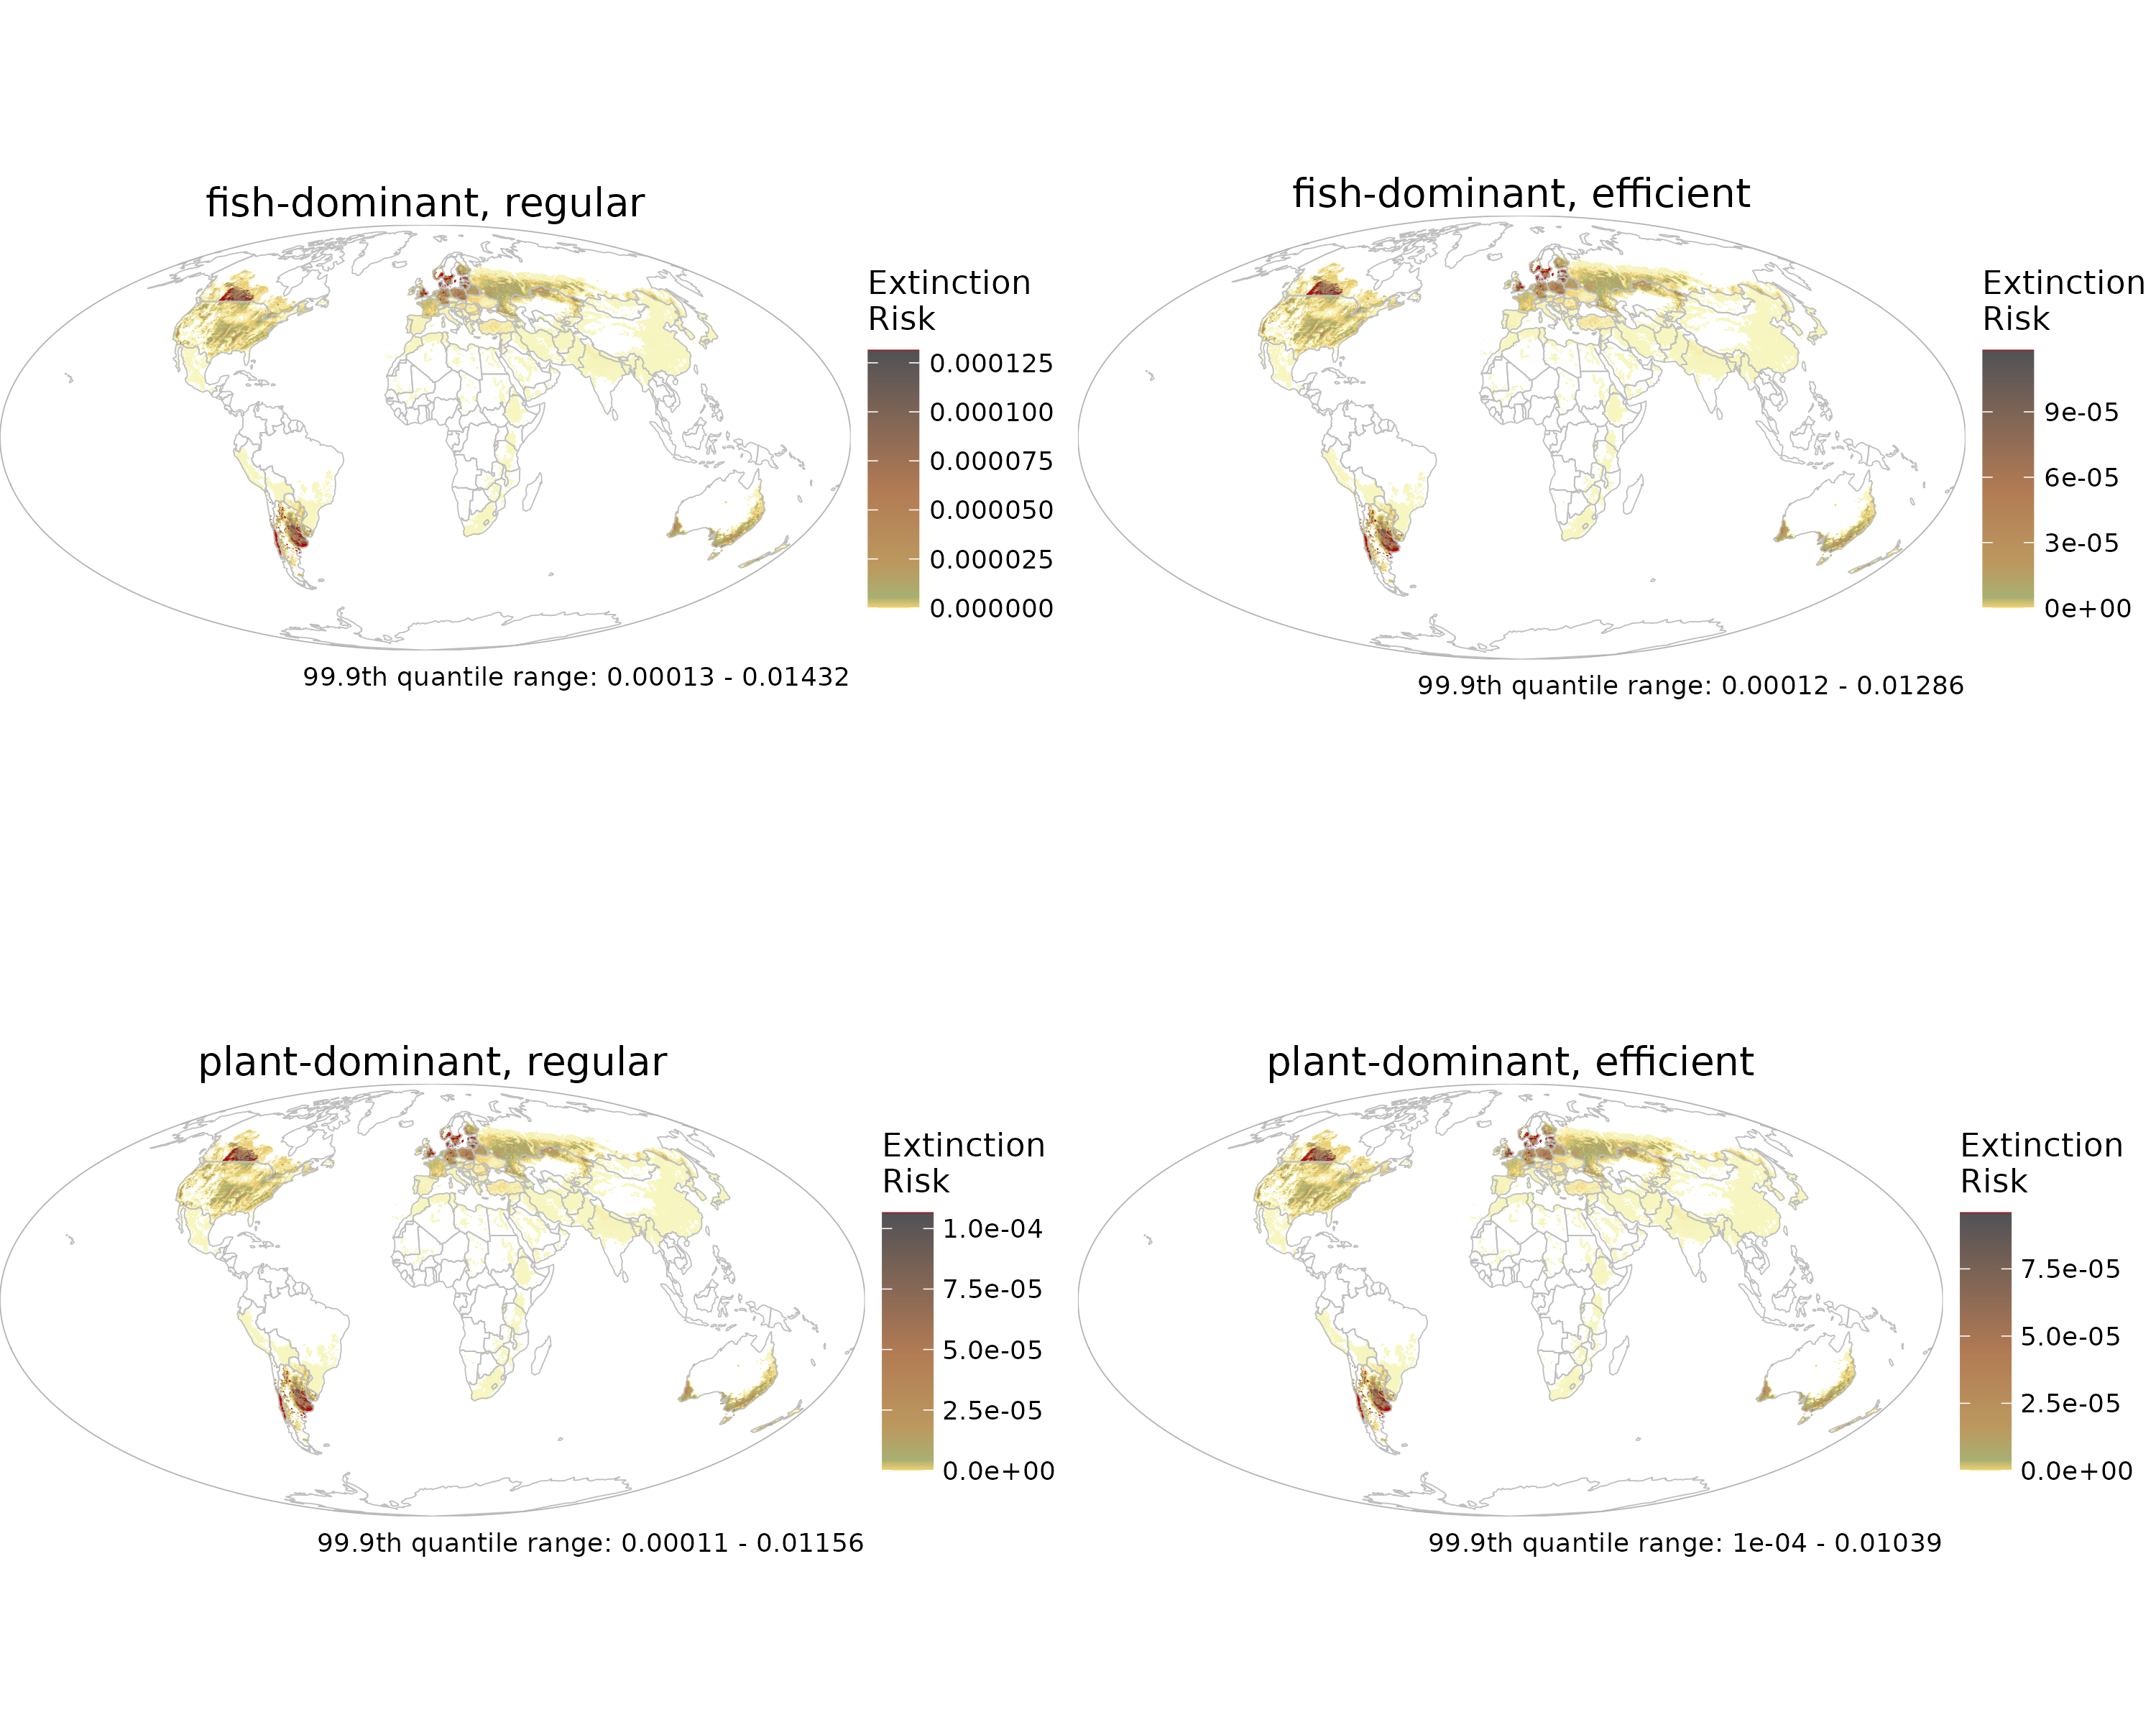 fish-dominant, regular
Extinction
Risk
0.000125
0.000100
0.000075
0.000050
0.000025
0.000000
99.9th quantile range: 0.00013 - 0.01432
fish-dominant, efficient
Extinction
Risk
9e-05
6e-05
3e-05
0e+00
99.9th quantile range: 0.00012 - 0.01286
plant-dominant, regular
Extinction
Risk
1.0e-04
7.5e-05
5.0e-05
2.5e-05
0.0e+00
99.9th quantile range: 0.00011 - 0.01156
plant-dominant, efficient
Extinction
Risk
7.5e-05
5.0e-05
2.5e-05
0.0e+00
99.9th quantile range: 1e-04 - 0.01039